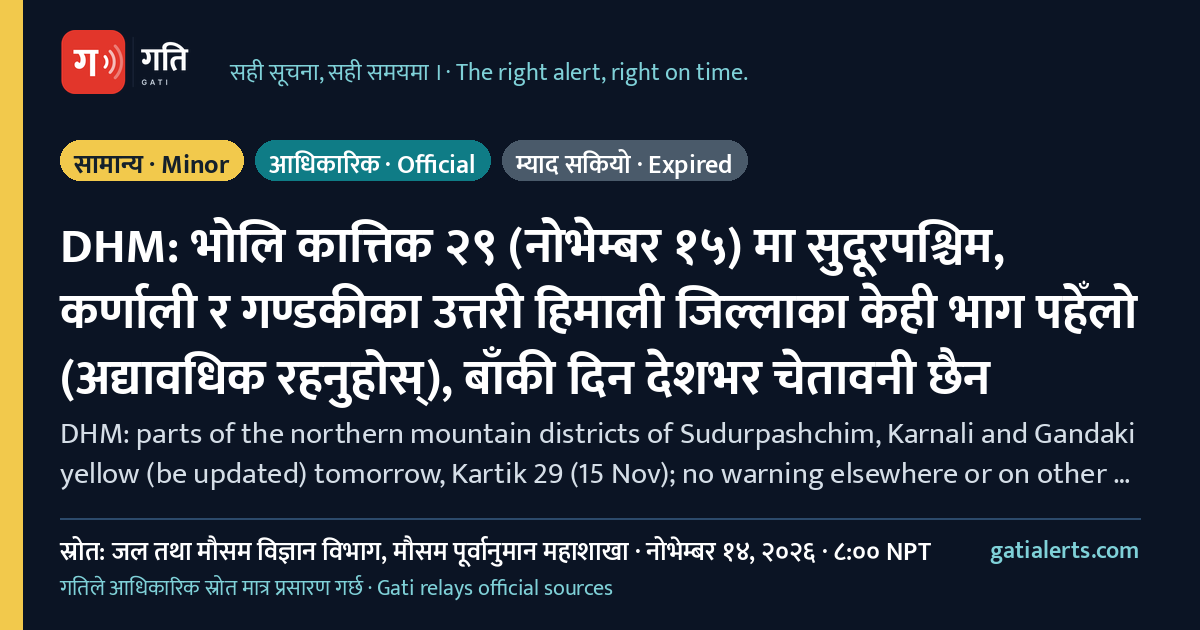 ग
गति
GATI
सही सूचना, सही समयमा । · The right alert, right on time.
सामान्य · Minor
आधिकारिक · Official
म्याद सकियो · Expired
DHM: भोलि कात्तिक २९ (नोभेम्बर १५) मा सुदूरपश्चिम,
कर्णाली र गण्डकीका उत्तरी हिमाली जिल्लाका केही भाग पहेँलो
(अद्यावधिक रहनुहोस्), बाँकी दिन देशभर चेतावनी छैन
DHM: parts of the northern mountain districts of Sudurpashchim, Karnali and Gandaki
yellow (be updated) tomorrow, Kartik 29 (15 Nov); no warning elsewhere or on other ...
स्रोत: जल तथा मौसम विज्ञान विभाग, मौसम पूर्वानुमान महाशाखा · नोभेम्बर १४, २०२६ · ८:०० NPT
gatialerts.com
गतिले आधिकारिक स्रोत मात्र प्रसारण गर्छ · Gati relays official sources